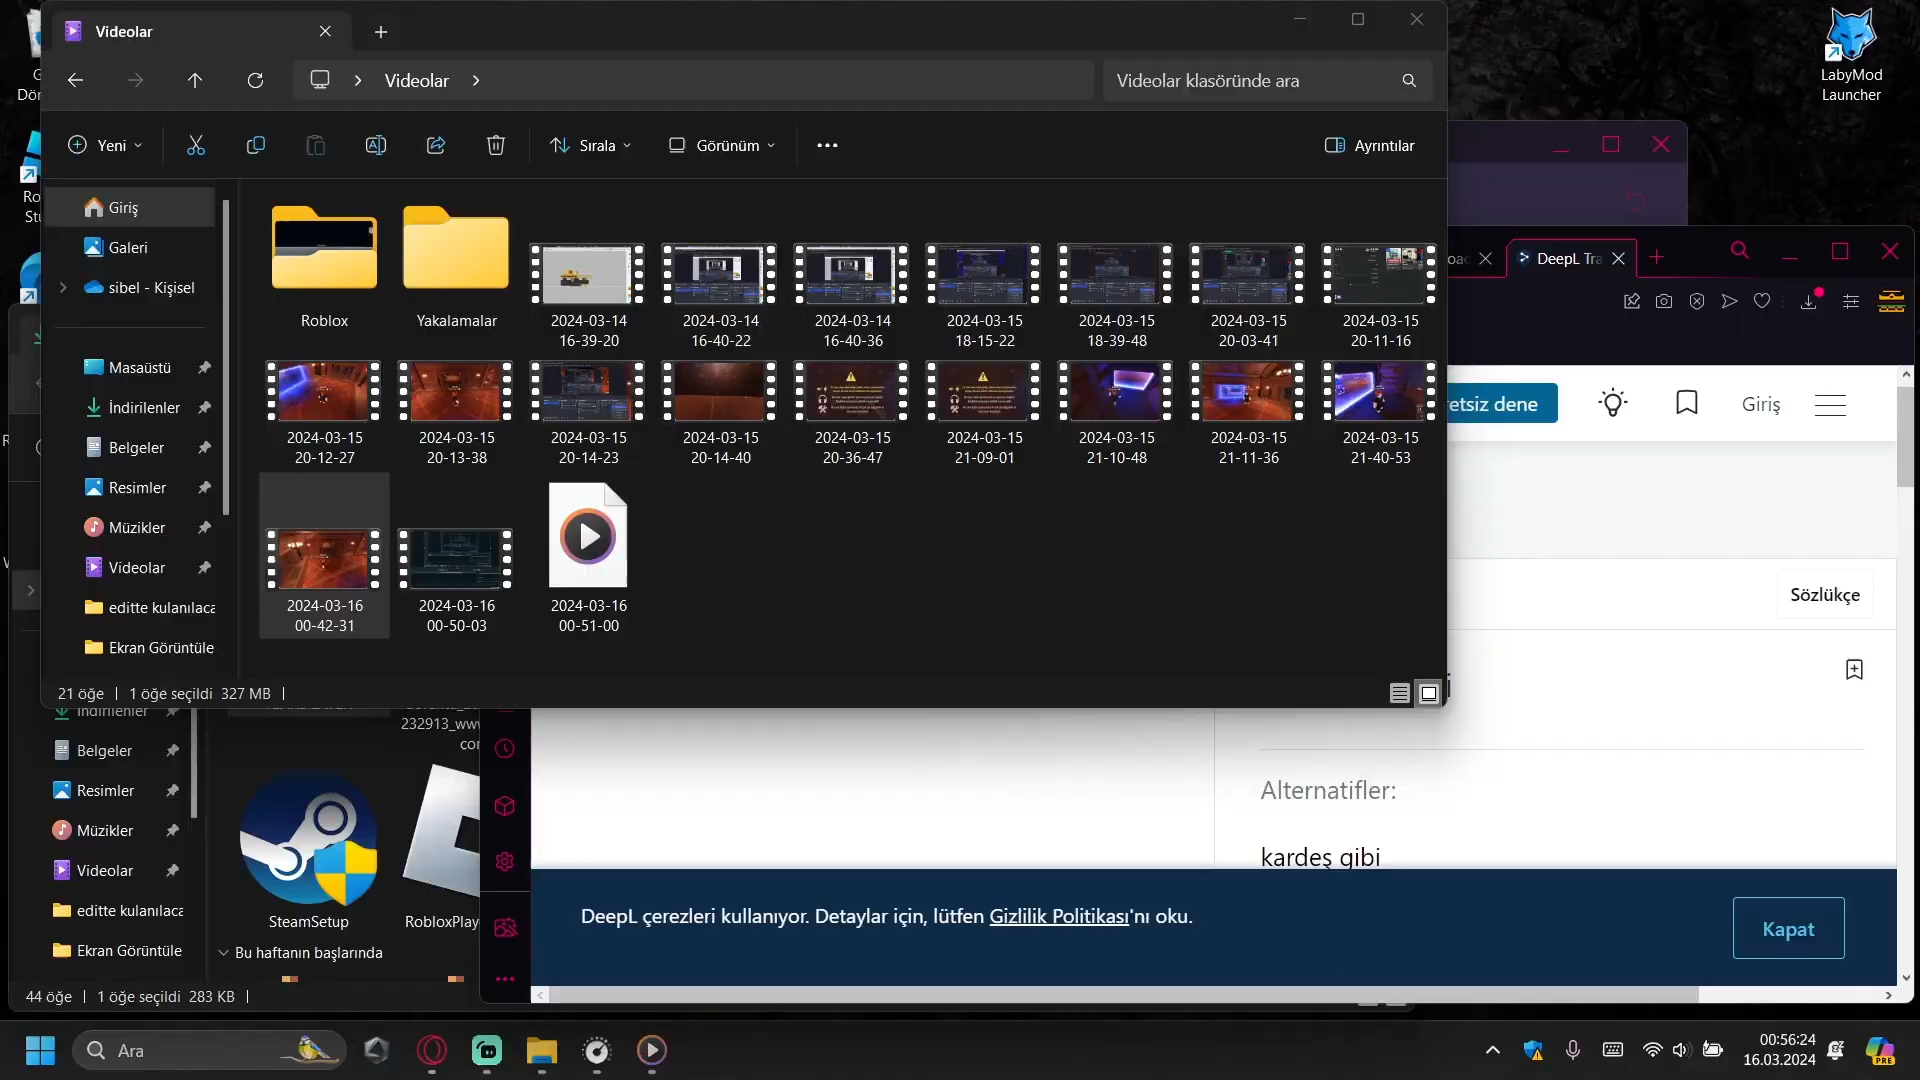 Videolar
Videolar
Videolar klasöründe ara
Yeni
Sırala
Görünüm
Ayrıntılar
Giriş
Galeri
sibel - Kişisel
Masaüstü
İndirilenler
Belgeler
Resimler
Müzikler
Videolar
editte kulanılaca
Ekran Görüntüle
Roblox
Yakalamalar
2024-03-14 16-39-20
2024-03-14 16-40-22
2024-03-14 16-40-36
2024-03-15 18-15-22
2024-03-15 18-39-48
2024-03-15 20-03-41
2024-03-15 20-11-16
2024-03-15 20-12-27
2024-03-15 20-13-38
2024-03-15 20-14-23
2024-03-15 20-14-40
2024-03-15 20-36-47
2024-03-15 21-09-01
2024-03-15 21-10-48
2024-03-15 21-11-36
2024-03-15 21-40-53
2024-03-16 00-42-31
2024-03-16 00-50-03
2024-03-16 00-51-00
21 öğe | 1 öğe seçildi 327 MB |
LabyMod
Launcher
DeepL Tra
retsiz dene
Giriş
Sözlükçe
Alternatifler:
kardeş gibi
DeepL çerezleri kullanıyor. Detaylar için, lütfen Gizlilik Politikası'nı oku.
Kapat
İndirilenler
Belgeler
Resimler
Müzikler
Videolar
editte kulanılaca
Ekran Görüntüle
232913_www
SteamSetup
RobloxPlay
Bu haftanın başlarında
44 öğe | 1 öğe seçildi 283 KB |
Ara
00:56:24
16.03.2024
PRE